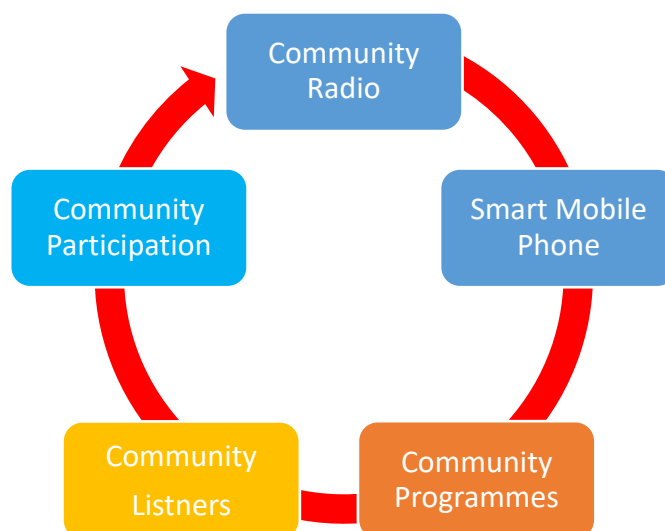 Community
Radio
Smart Mobile
Phone
Community
Programmes
Community
Listners
Community
Participation